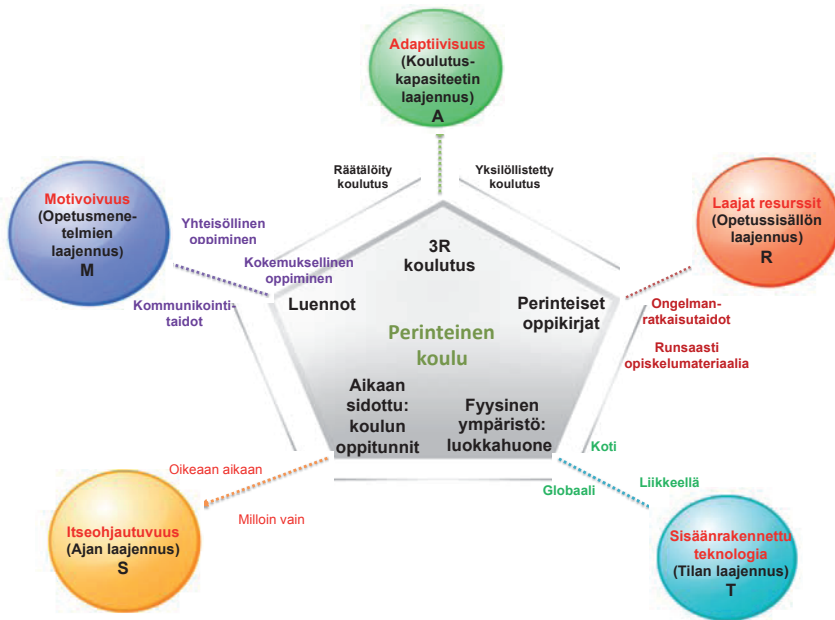 Adaptiivisuus
(Koulutus-
kapasiteetin
laajennus)
A
Räätälöity
koulutus
Yksilöllistetty
koulutus
Motivoivuus
(Opetusmene-
telmien
laajennus)
M
Yhteisöllinen
oppiminen
Kokemuksellinen
oppiminen
Kommunikointi-
taidot
Laajat resurssit
(Opetussisällön
laajennus)
R
Ongelman-
ratkaisutaidot
Runsaasti
opiskelumateriaalia
3R
koulutus
Luennot
Perinteiset
oppikirjat
Perinteinen
koulu
Aikaan
sidottu:
koulun
oppitunnit
Fyysinen
ympäristö:
luokkahuone
Oikeaan aikaan
Milloin vain
Itseohjautuvuus
(Ajan laajennus)
S
Koti
Globaali
Liikkeellä
Sisäänrakennettu
teknologia
(Tilan laajennus)
T